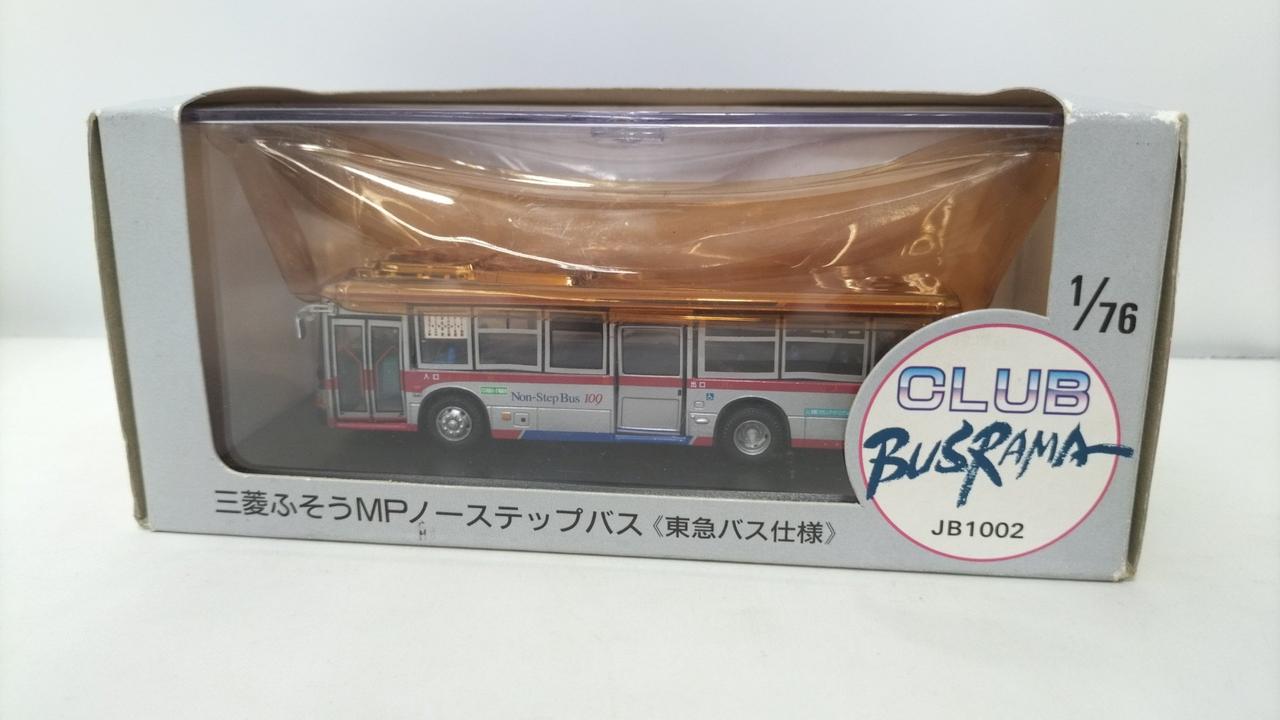 1/76
人口
出口
Non-Step Bus 109
CLUB
BUSRAMA
JB1002
三菱ふそうMPノーステップバス《東急バス仕様》